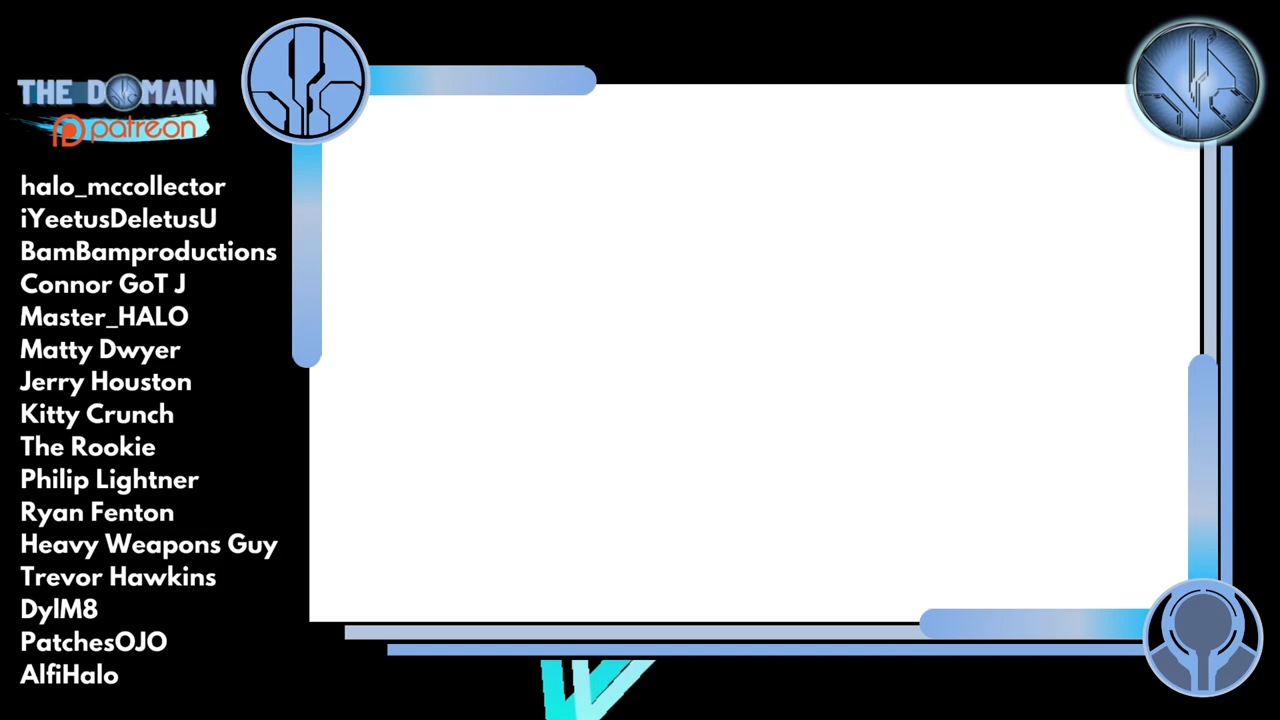 THE DOMAIN
patreon
halo_mccollector
iYeetusDeletusU
BamBamproductions
Connor GoT J
Master_HALO
Matty Dwyer
Jerry Houston
Kitty Crunch
The Rookie
Philip Lightner
Ryan Fenton
Heavy Weapons Guy
Trevor Hawkins
DylM8
PatchesOJO
AlfiHalo